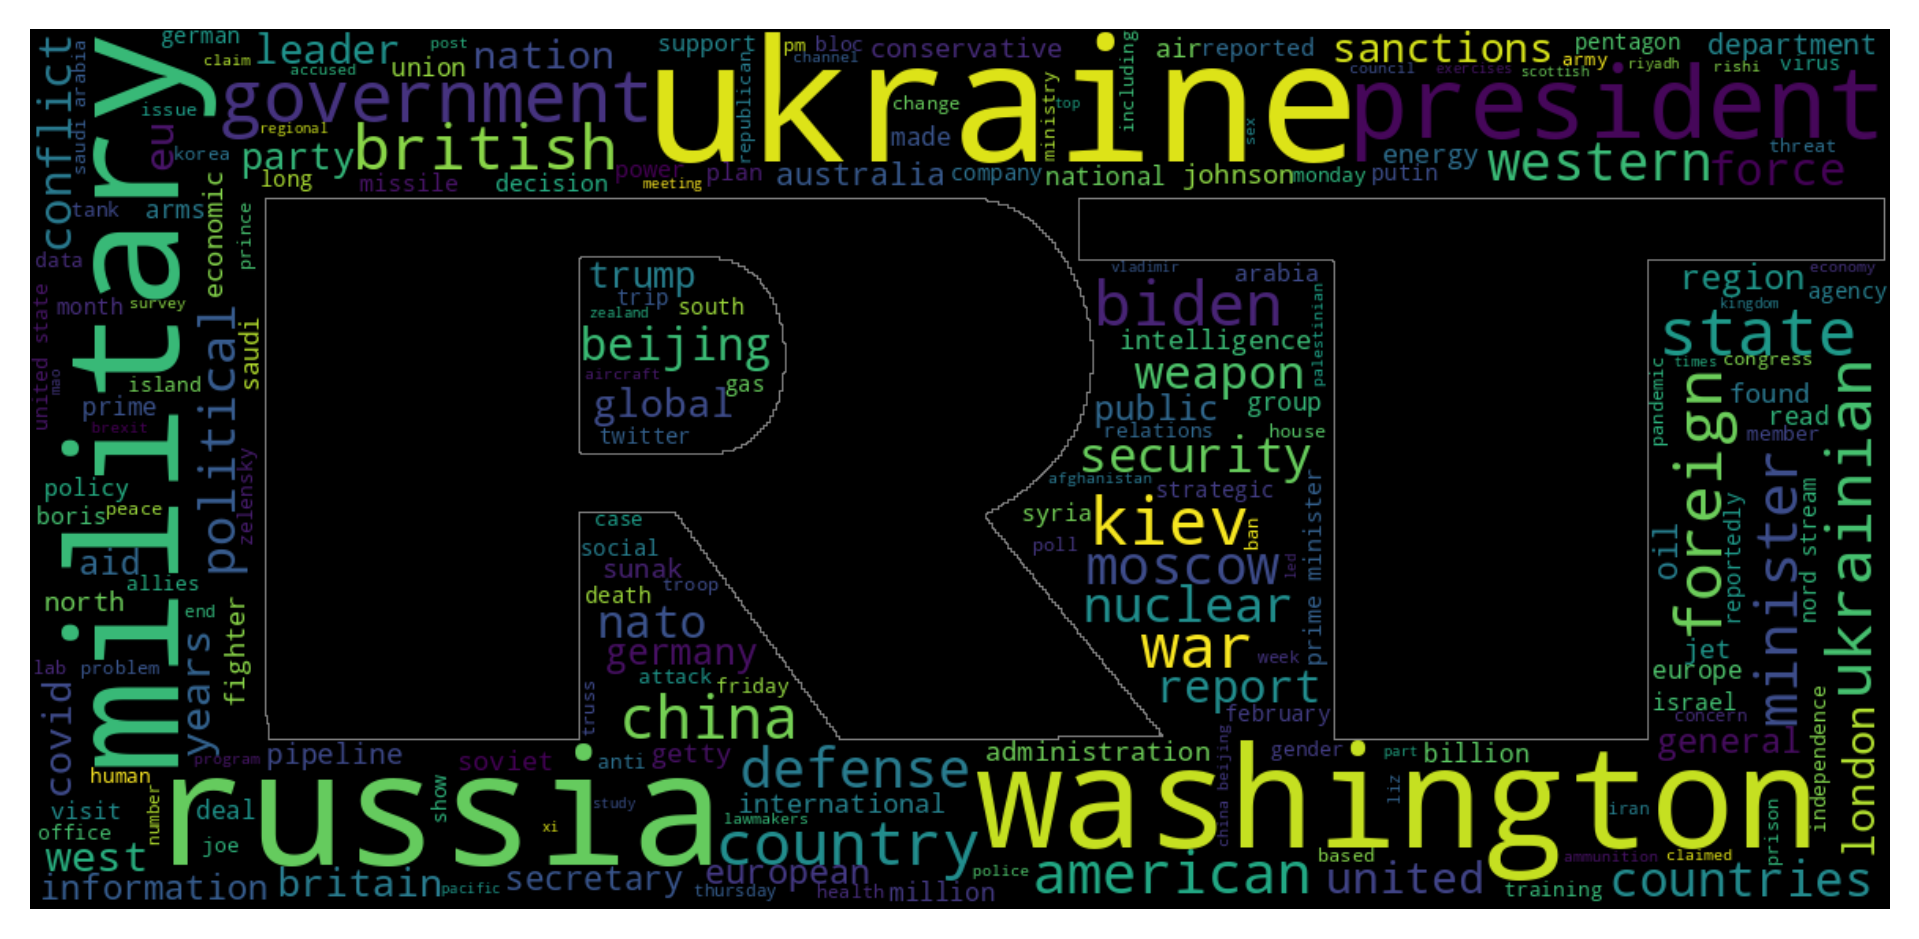 german
leader
post
nation
support
pm
bloc
conservative
including
air
reported
sanctions
pentagon
department
claim
accused
union
channel
army
riyadh
rishi
virus
council
exercises
scottish
conflict
saudi arabia
military
issue
government
ukraine
president
republican
change
ministry
top
regional
made
sex
eu
korea
party
british
energy
western
threat
long
missile
decision
power
meeting
plan
australia
company
national
johnson
monday
putin
force
tank
arms
economic
prince
data
trump
trip
south
zealand
beijing
aircraft
gas
global
twitter
vladimir
arabia
biden
palestinian
intelligence
weapon
public
group
relations
house
security
afghanistan
strategic
region
economy
agency
kingdom
state
times
congress
pandemic
foreign
found
read
member
ukrainian
united state
month
survey
political
saudi
mao
island
prime
brexit
policy
zelensky
boris
peace
aid
allies
north
end
years
fighter
lab
problem
covid
case
social
sunak
troop
death
nato
germany
attack
friday
truss
china
syria
kiev
ban
poll
moscow
led
prime minister
nuclear
war
week
report
february
oil
minister
reportedly
nord stream
jet
europe
israel
concern
general
independence
london
human
program
pipeline
soviet
anti
getty
defense
administration
china beijing
gender
part
billion
washington
visit
number
deal
russia
show
study
international
lawmakers
liz
iran
prison
office
joe
xi
country
west
police
based
ammunition
claimed
information
britain
pacific
secretary
european
thursday
health
million
american
united
training
countries